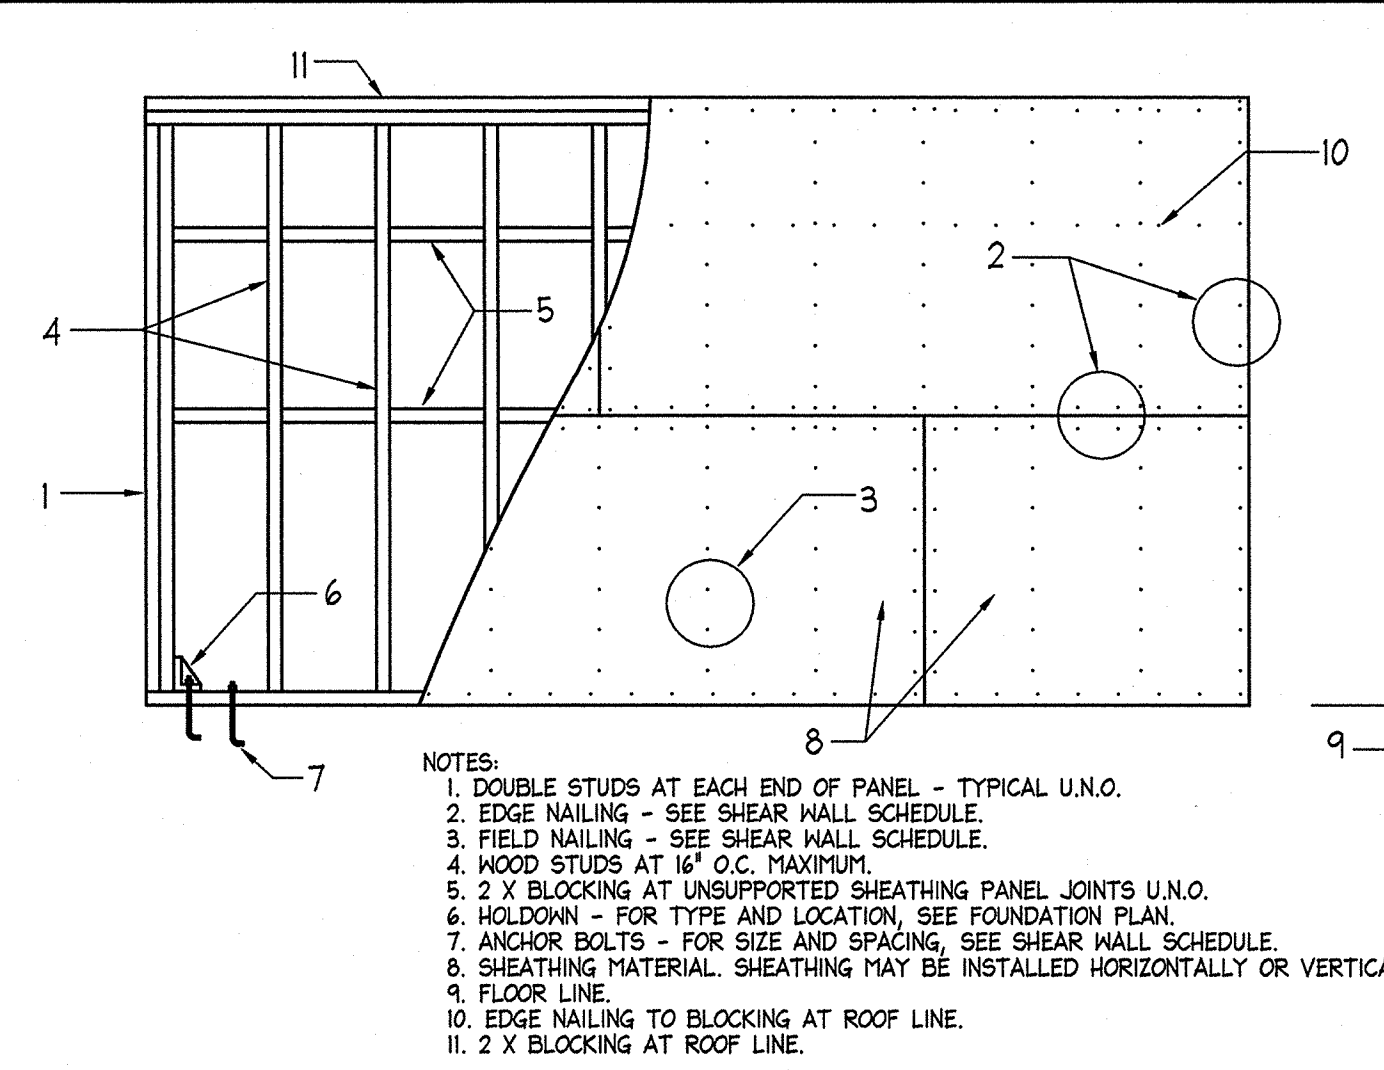 11
10
2
5
4
3
1
6
8
9
7
NOTES:
1. DOUBLE STUDS AT EACH END OF PANEL - TYPICAL U.N.O.
2. EDGE NAILING - SEE SHEAR WALL SCHEDULE.
3. FIELD NAILING - SEE SHEAR WALL SCHEDULE.
4. WOOD STUDS AT 16" O.C. MAXIMUM.
5. 2 X BLOCKING AT UNSUPPORTED SHEATHING PANEL JOINTS U.N.O.
6. HOLDOWN - FOR TYPE AND LOCATION, SEE FOUNDATION PLAN.
7. ANCHOR BOLTS - FOR SIZE AND SPACING, SEE SHEAR WALL SCHEDULE.
8. SHEATHING MATERIAL. SHEATHING MAY BE INSTALLED HORIZONTALLY OR
9. FLOOR LINE.
10. EDGE NAILING TO BLOCKING AT ROOF LINE.
11. 2 X BLOCKING AT ROOF LINE.